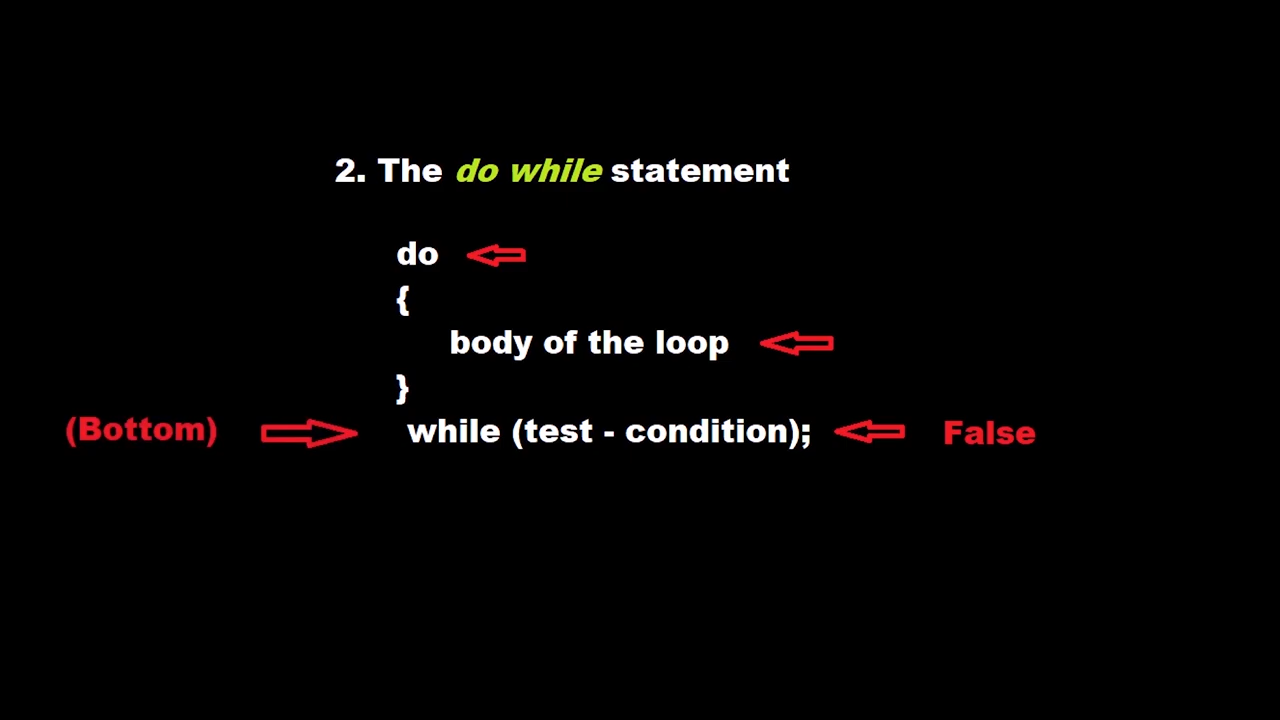 2. The do while statement
do
{
body of the loop
}
(Bottom) while (test - condition); False